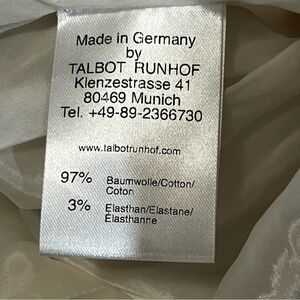 Made in Germany
by
TALBOT RUNHOF
Klenzestrasse 41
80469 Munich
Tel. +49-89-2366730
www.talbotrunhof.com
97% Baumwolle/Cotton/
Coton
3% Elasthan/Elastane/
Élasthanne